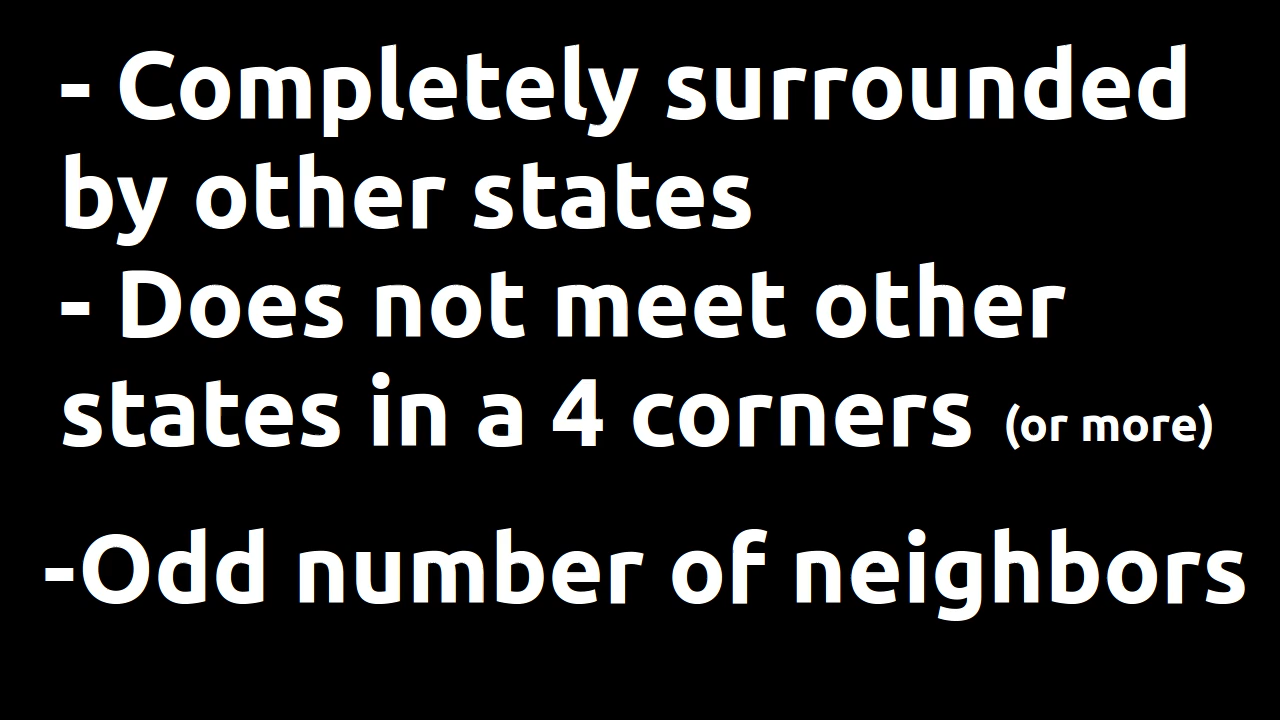 - Completely surrounded
by other states
- Does not meet other
states in a 4 corners (or more)
-Odd number of neighbors